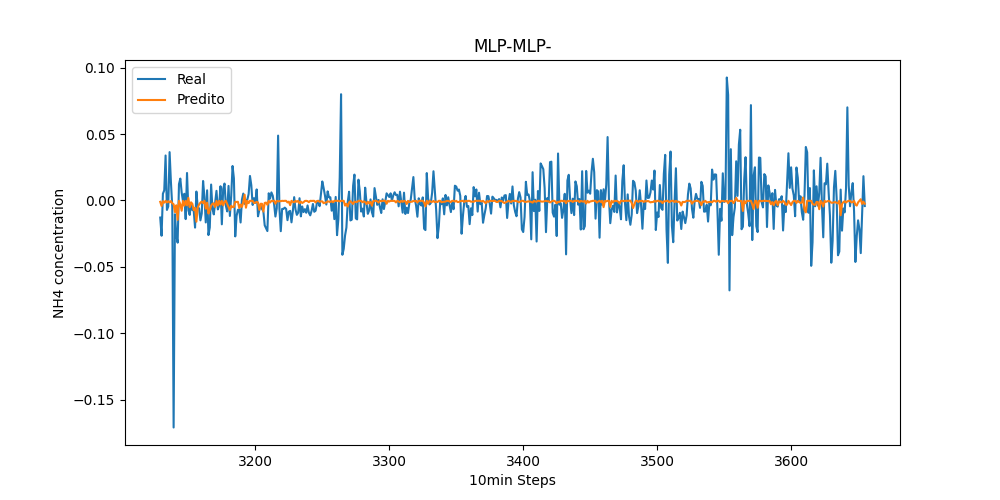 MLP-MLP-
Real
Predito
0.10
0.05
0.00
−0.05
−0.10
−0.15
NH4 concentration
3200 3300 3400 3500 3600
10min Steps